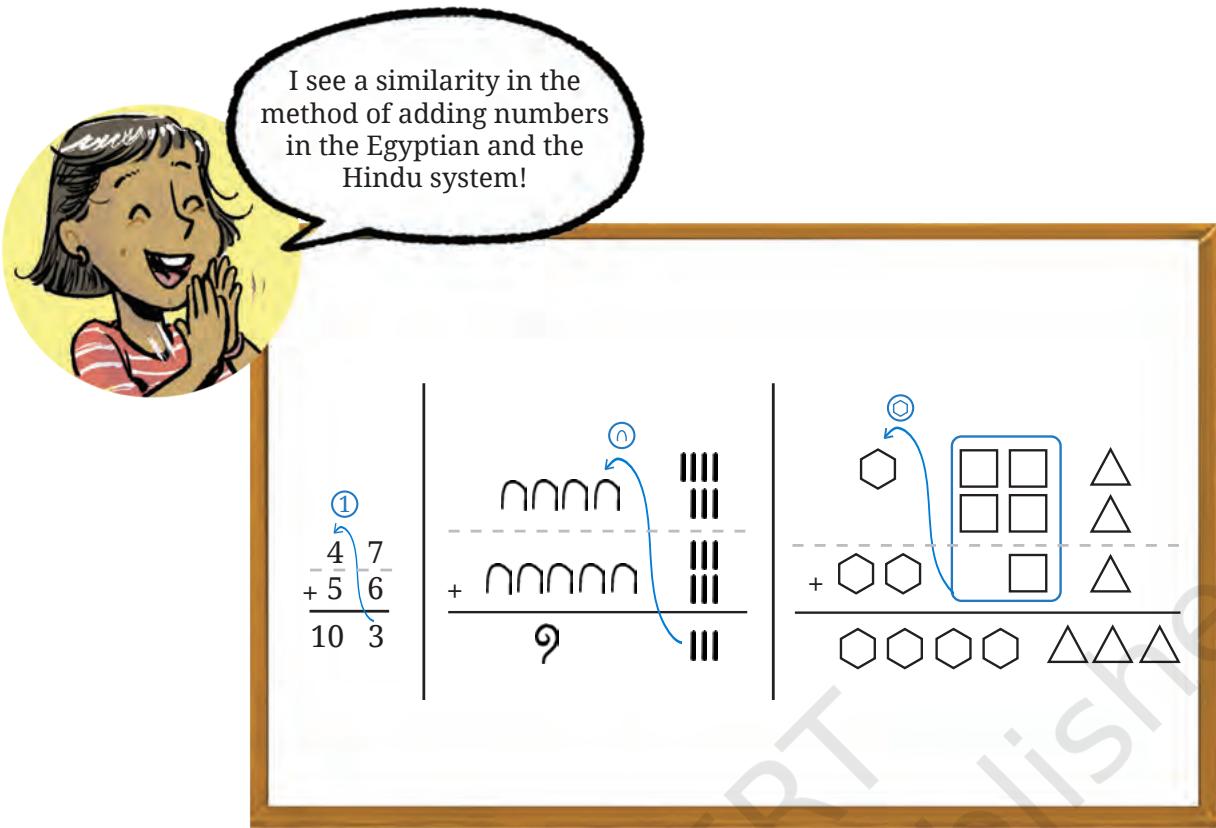 I see a similarity in the
method of adding numbers
in the Egyptian and the
Hindu system!
1
4 7
+ 5 6
10 3
+
+